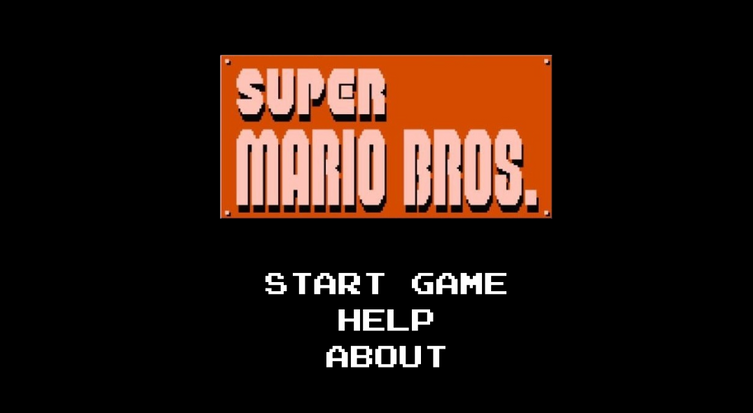 SUPER
MARIO BROS.
START GAME
HELP
ABOUT